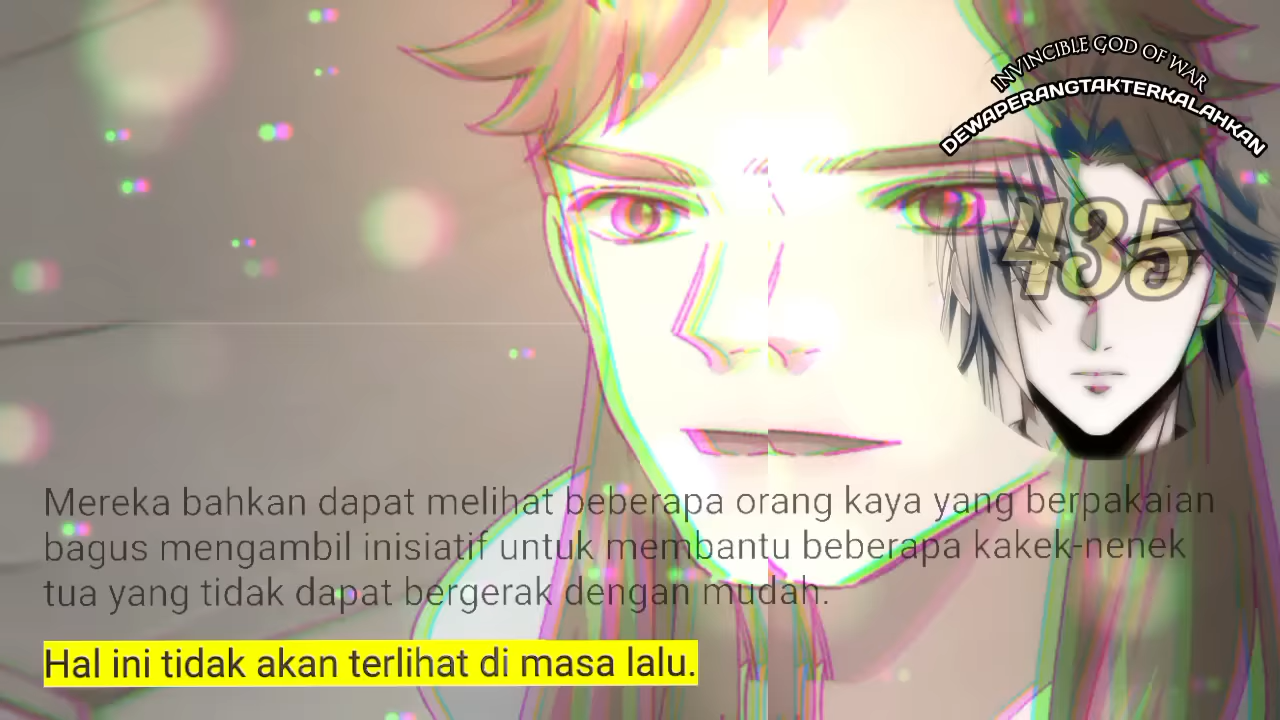 INVINCIBLE GOD OF WAR
DEWAPERANGTAKTERKALAHKAN
435
Mereka bahkan dapat melihat beberapa orang kaya yang berpakaian
bagus mengambil inisiatif untuk membantu beberapa kakek-nenek
tua yang tidak dapat bergerak dengan mudah.
Hal ini tidak akan terlihat di masa lalu.